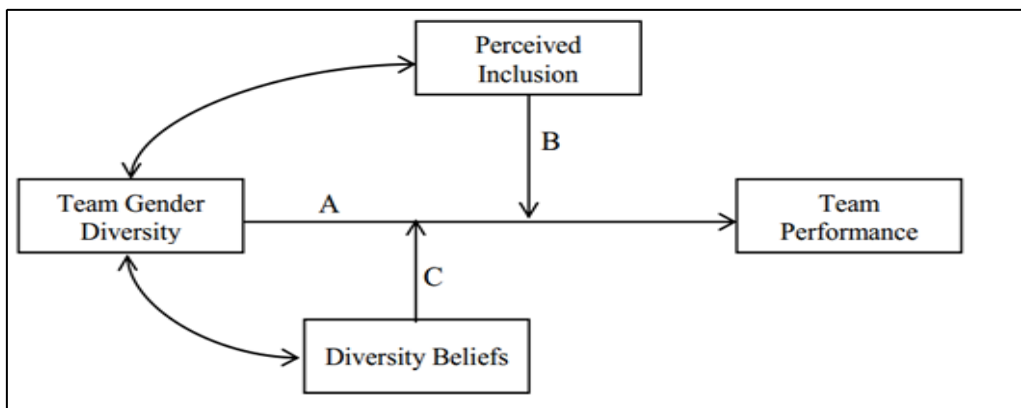 Perceived
Inclusion
B
Team Gender
Diversity
A
Team
Performance
C
Diversity Beliefs